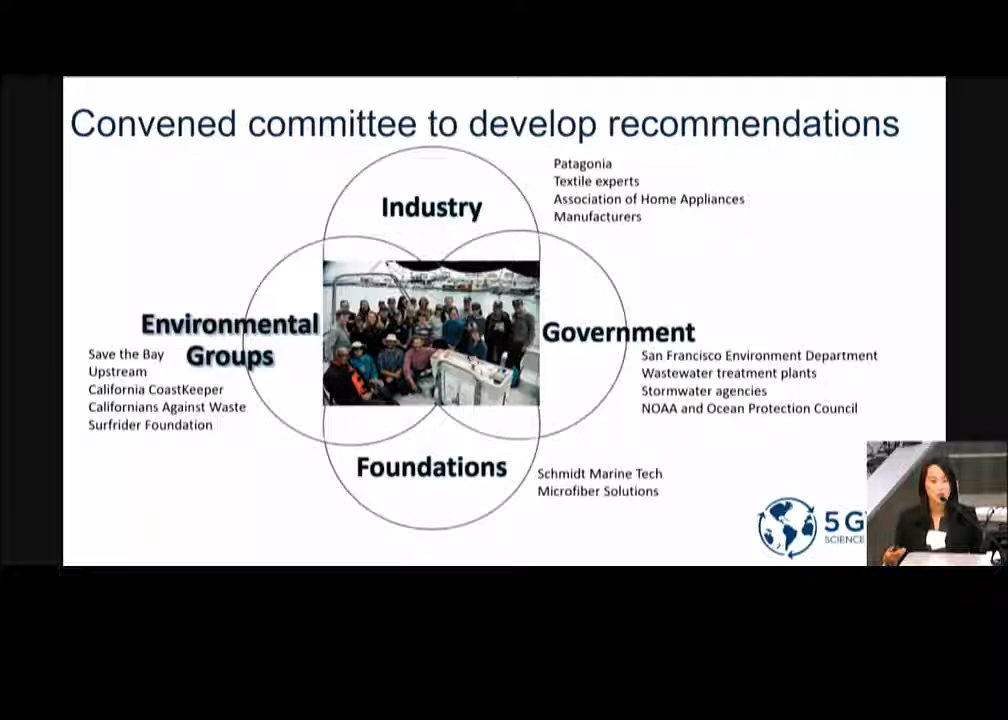 Convened committee to develop recommendations
Industry
Patagonia
Textile experts
Association of Home Appliances
Manufacturers
Environmental
Groups
Save the Bay
Upstream
California CoastKeeper
Californians Against Waste
Surfrider Foundation
Government
San Francisco Environment Department
Wastewater treatment plants
Stormwater agencies
NOAA and Ocean Protection Council
Foundations
Schmidt Marine Tech
Microfiber Solutions
5 G
SCIENCE